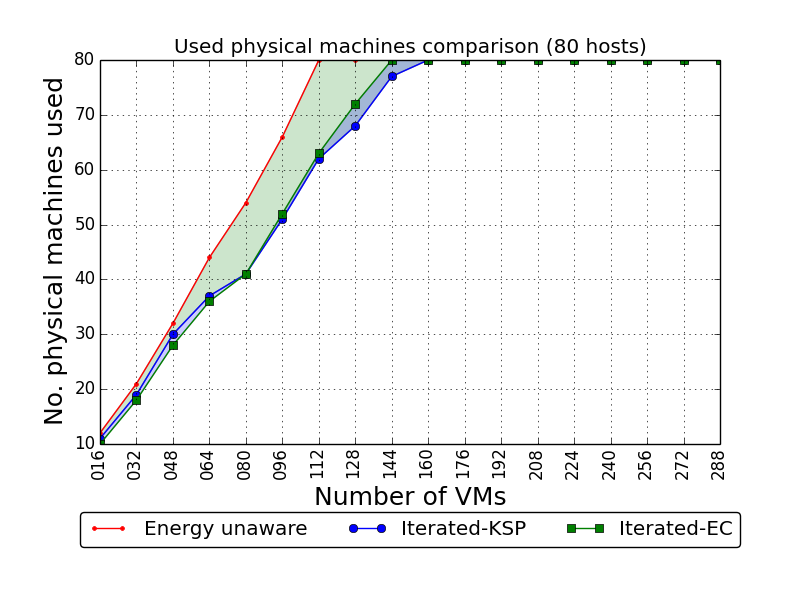 Used physical machines comparison (80 hosts)
No. physical machines used
80
70
60
50
40
30
20
10
016 032 048 064 080 096 112 128 144 160 176 192 208 224 240 256 272 288
Number of VMs
Energy unaware Iterated-KSP Iterated-EC